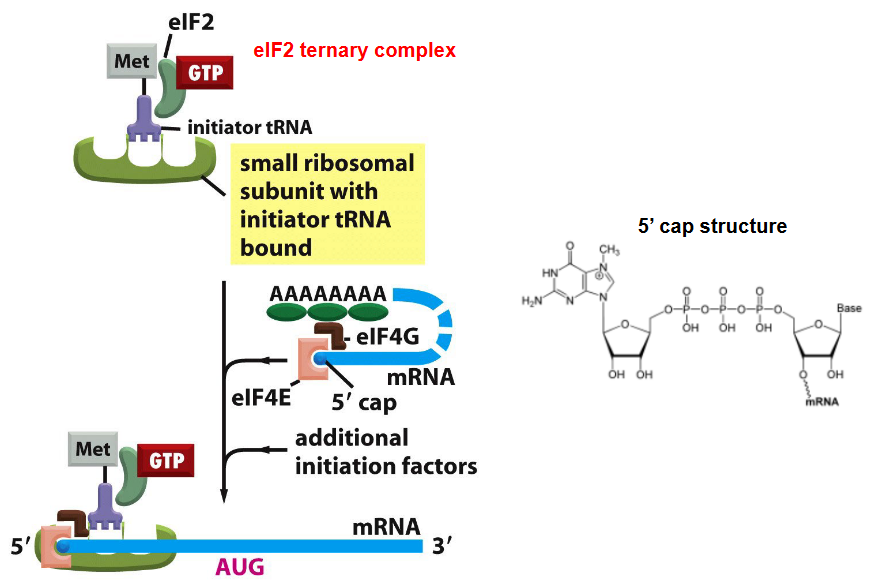 eIF2
eIF2 ternary complex
Met
GTP
initiator tRNA
small ribosomal
subunit with
initiator tRNA
bound
5’ cap structure
AAAAAAAA
eIF4G
mRNA
eIF4E
5′ cap
additional
initiation factors
Met
GTP
5′
mRNA
3′
AUG
O
CH3
N
HN
H2N
N
N
O
OH OH
O
O
P
OH
O
O
P
OH
O
O
P
OH
O
O
Base
O
OH
mRNA